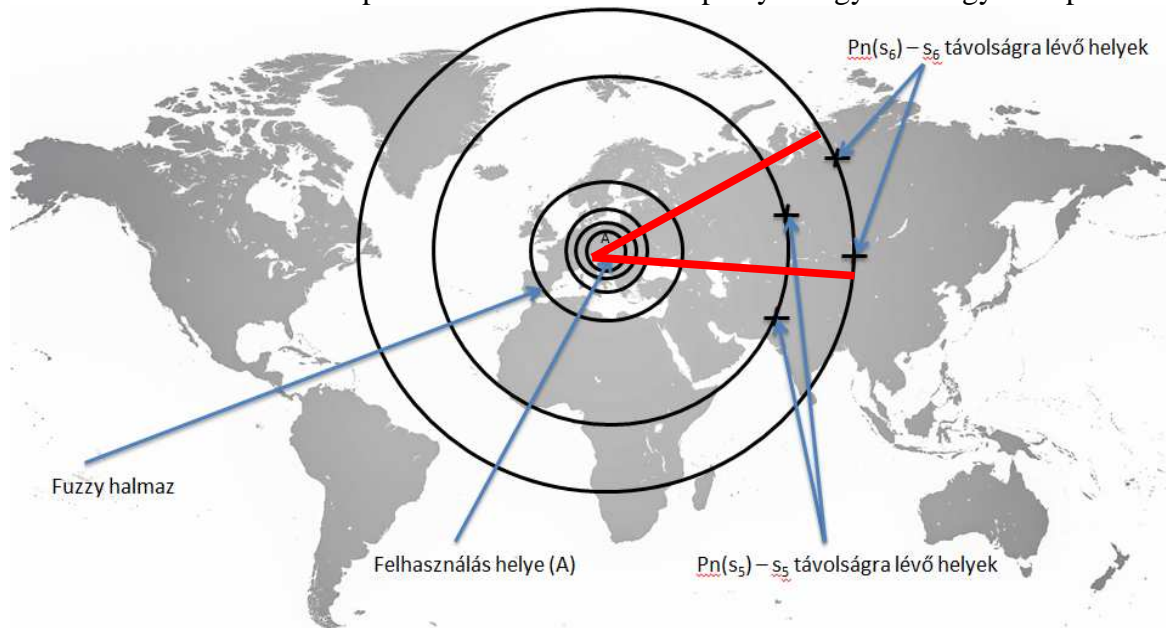 Pn(s6) – s6 távolságra lévő helyek
A
Fuzzy halmaz
Felhasználás helye (A)
Pn(s5) – s5 távolságra lévő helyek